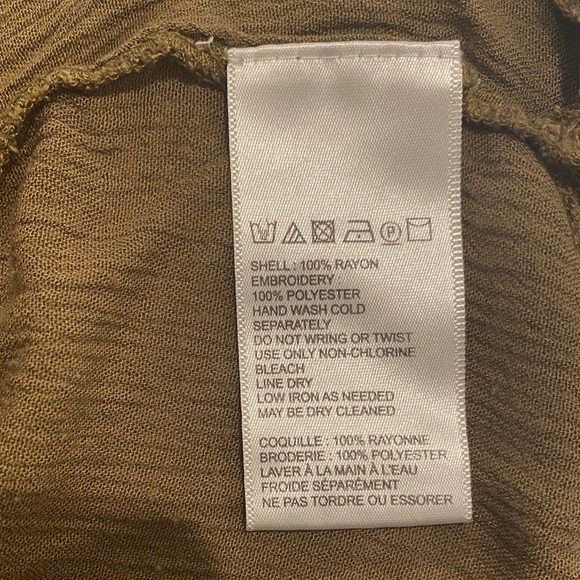 SHELL : 100% RAYON
EMBROIDERY
100% POLYESTER
HAND WASH COLD
SEPARATELY
DO NOT WRING OR TWIST
USE ONLY NON-CHLORINE
BLEACH
LINE DRY
LOW IRON AS NEEDED
MAY BE DRY CLEANED
COQUILLE : 100% RAYONNE
BRODERIE : 100% POLYESTER
LAVER À LA MAIN À L'EAU
FROIDE SÉPARÉMENT
NE PAS TORDRE OU ESSORER